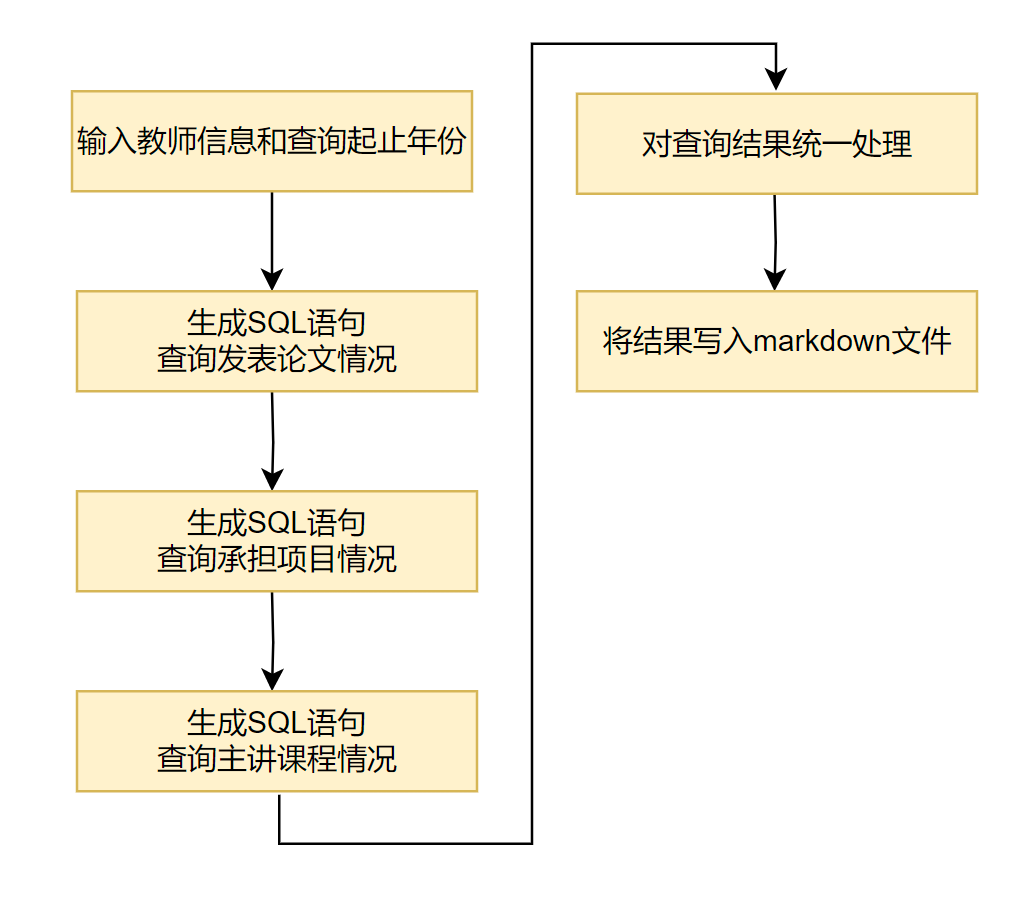 输入教师信息和查询起止年份
生成SQL语句
查询发表论文情况
生成SQL语句
查询承担项目情况
生成SQL语句
查询主讲课程情况
对查询结果统一处理
将结果写入markdown文件